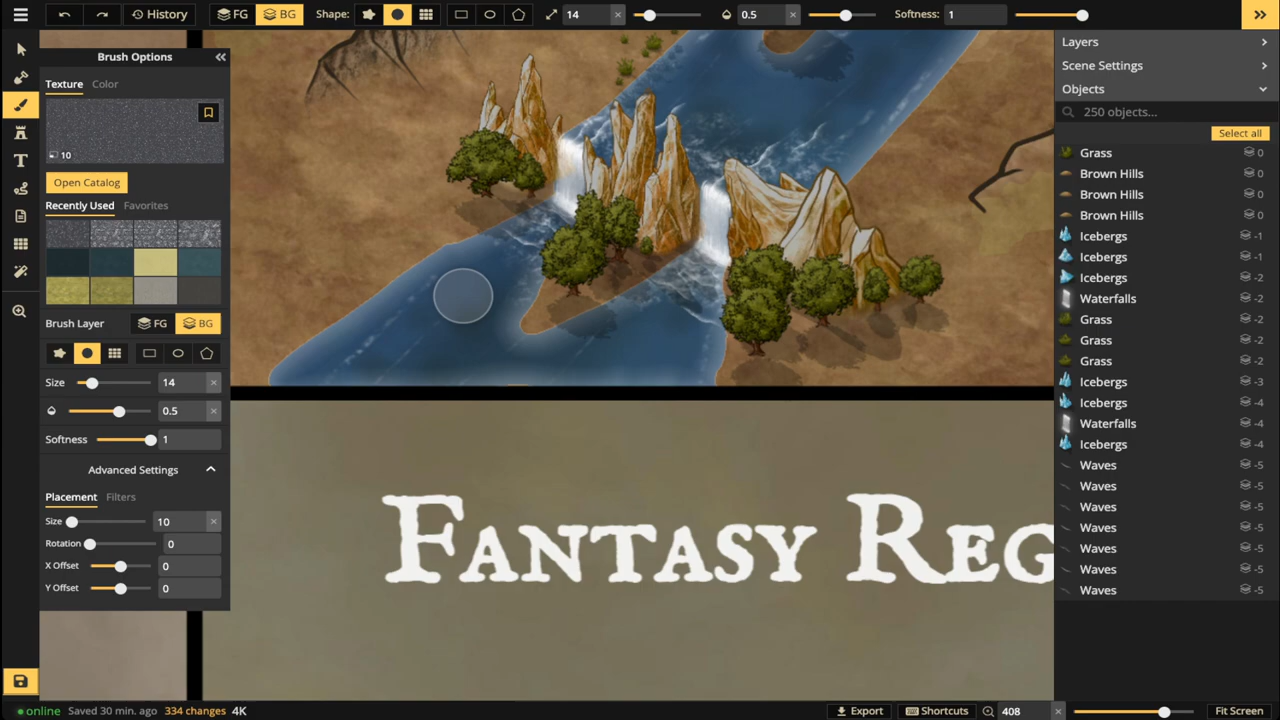 History
FG
BG
Shape:
14
×
0.5
×
Softness:
1
Brush Options
Texture
Color
10
Open Catalog
Recently Used
Favorites
Brush Layer
FG
BG
Size
14
×
0.5
×
Softness
1
Advanced Settings
Placement
Filters
Size
10
×
Rotation
0
X Offset
0
Y Offset
0
FANTASY REG
Layers
Scene Settings
Objects
250 objects...
Select all
Grass 0
Brown Hills 0
Brown Hills 0
Brown Hills 0
Icebergs -1
Icebergs -1
Icebergs -2
Waterfalls -2
Grass -2
Grass -2
Grass -2
Icebergs -3
Icebergs -4
Waterfalls -4
Icebergs -4
Waves -5
Waves -5
Waves -5
Waves -5
Waves -5
Waves -5
Waves -5
online Saved 30 min. ago 334 changes 4K
Export
Shortcuts
408
×
Fit Screen